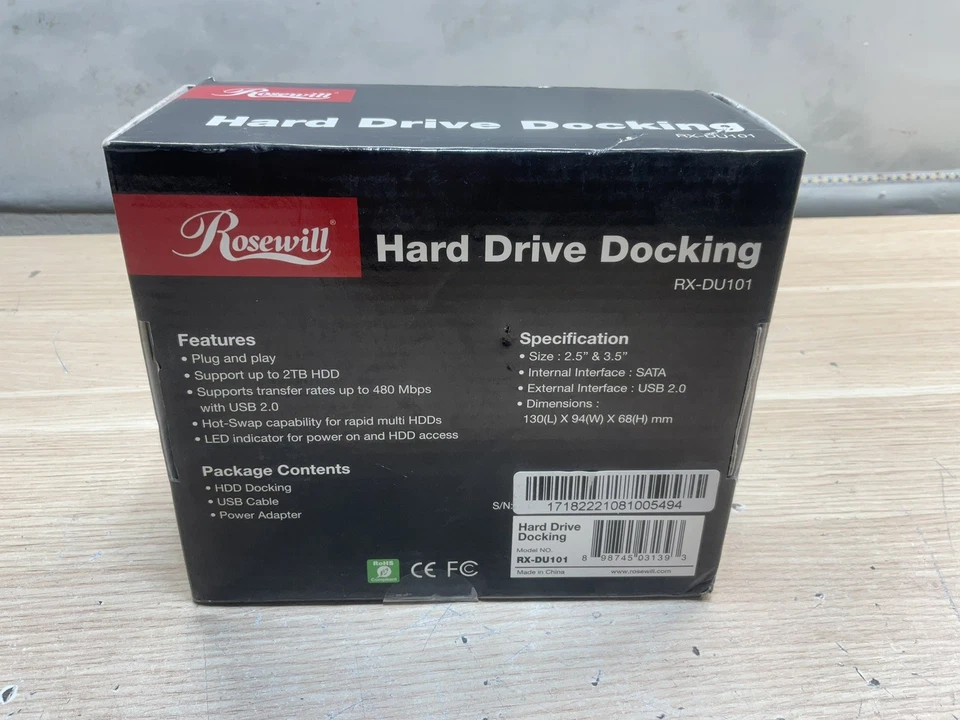 Rosewill
Hard Drive Docking
RX-DU101
Rosewill®
Hard Drive Docking
RX-DU101
Features
• Plug and play
• Support up to 2TB HDD
• Supports transfer rates up to 480 Mbps
with USB 2.0
• Hot-Swap capability for rapid multi HDDs
• LED indicator for power on and HDD access
Package Contents
• HDD Docking
• USB Cable
• Power Adapter
Specification
• Size : 2.5” & 3.5”
• Internal Interface : SATA
• External Interface : USB 2.0
• Dimensions :
130(L) X 94(W) X 68(H) mm
S/N:
17182221081005494
Hard Drive
Docking
Model NO.
RX-DU101
8 98745 03139 3
Made in China
www.rosewill.com
RoHS
Compliant
CE FC